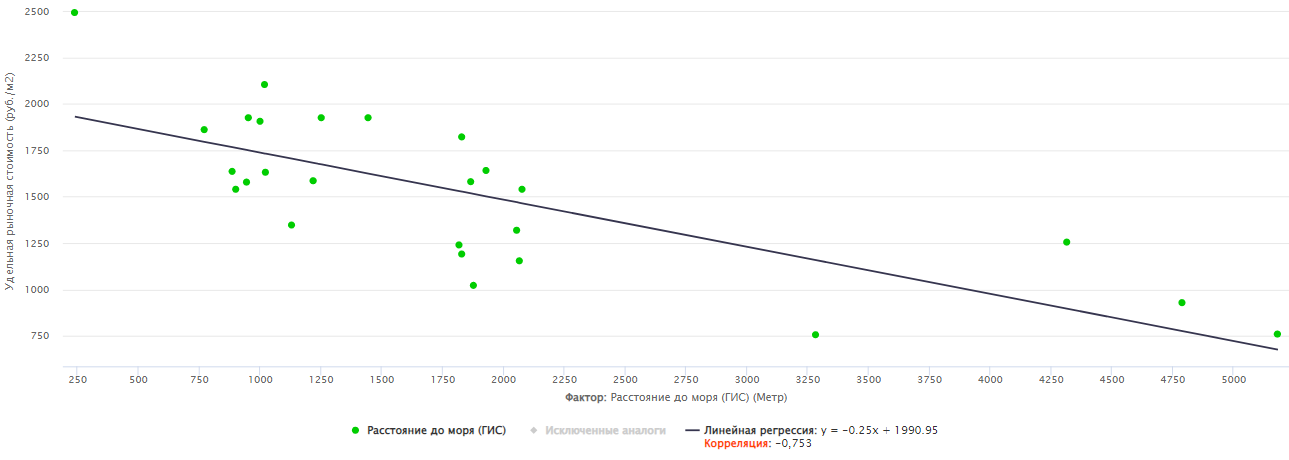 2500
2250
2000
1750
1500
1250
1000
750
Удельная рыночная стоимость (руб./м2)
250 500 750 1000 1250 1500 1750 2000 2250 2500 2750 3000 3250 3500 3750 4000 4250 4500 4750 5000
Фактор: Расстояние до моря (ГИС) (Метр)
Расстояние до моря (ГИС) Исключенные аналоги Линейная регрессия: y = -0.25x + 1990.95
Корреляция: -0,753